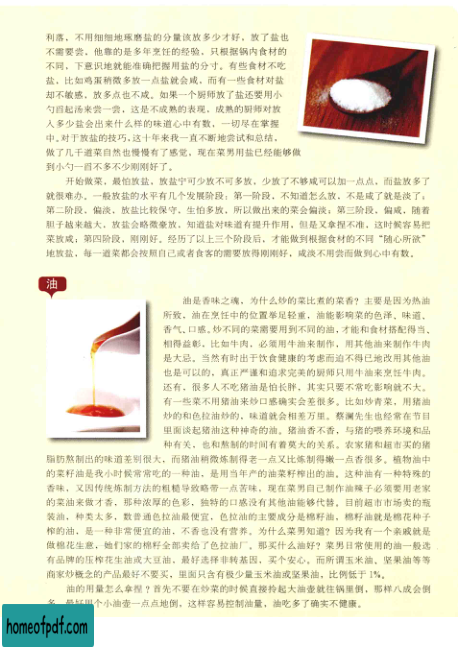 利落，不用细细地琢磨盐的分量该放多少才好，放了盐也
不需要尝，他靠的是多年烹饪的经验，只根据锅内食材的
不同，下意识地就能准确把握用盐的分寸。有些食材不吃
盐，比如鸡蛋稍微多放一点盐就会咸，而有一些食材对盐
却不敏感，放多点也不咸。如果一个厨师放了盐还要用小
勺舀起汤来尝一尝，这是不成熟的表现，成熟的厨师对放
入多少盐会出来什么样的味道心中有数，一切尽在掌握
中。对于放盐的技巧，这十年来我一直不断地尝试和总结，
做了几千道菜自然也慢慢有了感觉，现在菜男用盐已经能够做
到小勺一舀不多不少刚刚好了。
开始做菜，最怕放盐，放盐宁可少放不可多放，少放了不够咸可以加一点点，而盐放多了
就很难办。一般放盐的水平有几个发展阶段：第一阶段，不知道怎么放，不是咸了就是淡了；
第二阶段，偏淡，放盐比较保守，生怕多放，所以做出来的菜会偏淡；第三阶段，偏咸，随着
胆子越来越大，放盐会略微豪放，知道盐对味道有提升作用，但是又拿捏不准，这时候容易把
菜放咸；第四阶段，刚刚好。经历了以上三个阶段后，才能做到根据食材的不同“随心所欲”
地放盐，每一道菜都会按照自己或者食客的需要放得刚刚好，咸淡不用尝而做到心中有数。
油
油是香味之魂，为什么炒的菜比煮的菜香？主要是因为热油
所致，油在烹饪中的位置举足轻重，油能影响菜的色泽、味道、
香气、口感。炒不同的菜需要用到不同的油，才能和食材搭配得当、
相得益彰，比如牛肉，必须用牛油来制作，用其他油来制作牛肉
是大忌。当然有时出于饮食健康的考虑而迫不得已地改用其他油
也是可以的，真正严谨和追求完美的厨师只用牛油来烹饪牛肉。
还有，很多人不吃猪油是怕长胖，其实只要不常吃影响就不大。
有一些菜不用猪油来炒口感确实会差很多。比如炒青菜，用猪油
炒的和色拉油炒的，味道就会相差万里。蔡澜先生也经常在节目
里面谈起猪油这种神奇的油。猪油香不香，与猪的喂养环境和品
种有关，也和熬制的时间有着莫大的关系。农家猪和超市买的猪
脂肪熬制出的味道差别很大，而猪油稍微炼制得老一点又比炼制得嫩一点香很多。植物油中
的菜籽油是我小时候常常吃的一种油，是用当年产的油菜籽榨出的油。这种油有一种特殊的
香味，又因传统炼制方法的粗糙导致略带一点苦味，现在菜男自己制作油辣子必须要用老家
的菜油来做才香，那种浓厚的色彩，独特的口感没有其他油能够代替。目前超市市场卖的瓶
装油，种类太多，数普通色拉油最便宜，色拉油的主要成分是棉籽油，棉籽油就是棉花种子
榨的油，是一种非常便宜的油，不香也没有营养。为什么菜男知道？因为我有一个亲戚就是
做棉花生意，她们家的棉籽全部卖给了色拉油厂。那买什么油好？菜男日常使用的油一般选
有品牌的压榨花生油或大豆油，最好选择非转基因，买个安心。而所谓玉米油、坚果油等等
商家炒概念的产品最好不要买，里面只含有极少量玉米油或坚果油，比例低于 1%。
油的用量怎么拿捏？首先不要在炒菜的时候直接拎起大油壶就往锅里倒，那样八成会倒
多，最好用个小油壶一点点地倒，这样容易控制油量，油吃多了确实不健康。
homeofpdf.com